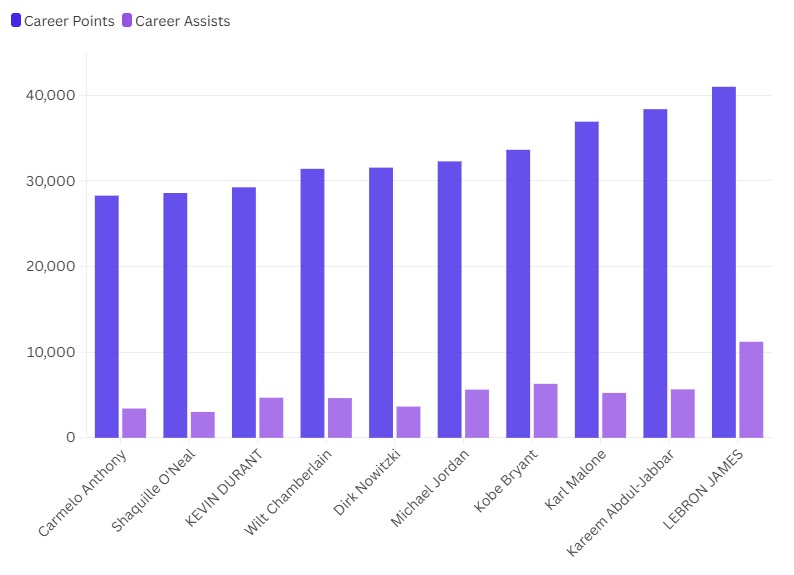 Career Points Career Assists
40,000
30,000
20,000
10,000
0
Carmelo Anthony
Shaquille O'Neal
KEVIN DURANT
Wilt Chamberlain
Dirk Nowitzki
Michael Jordan
Kobe Bryant
Karl Malone
Kareem Abdul-Jabbar
LEBRON JAMES